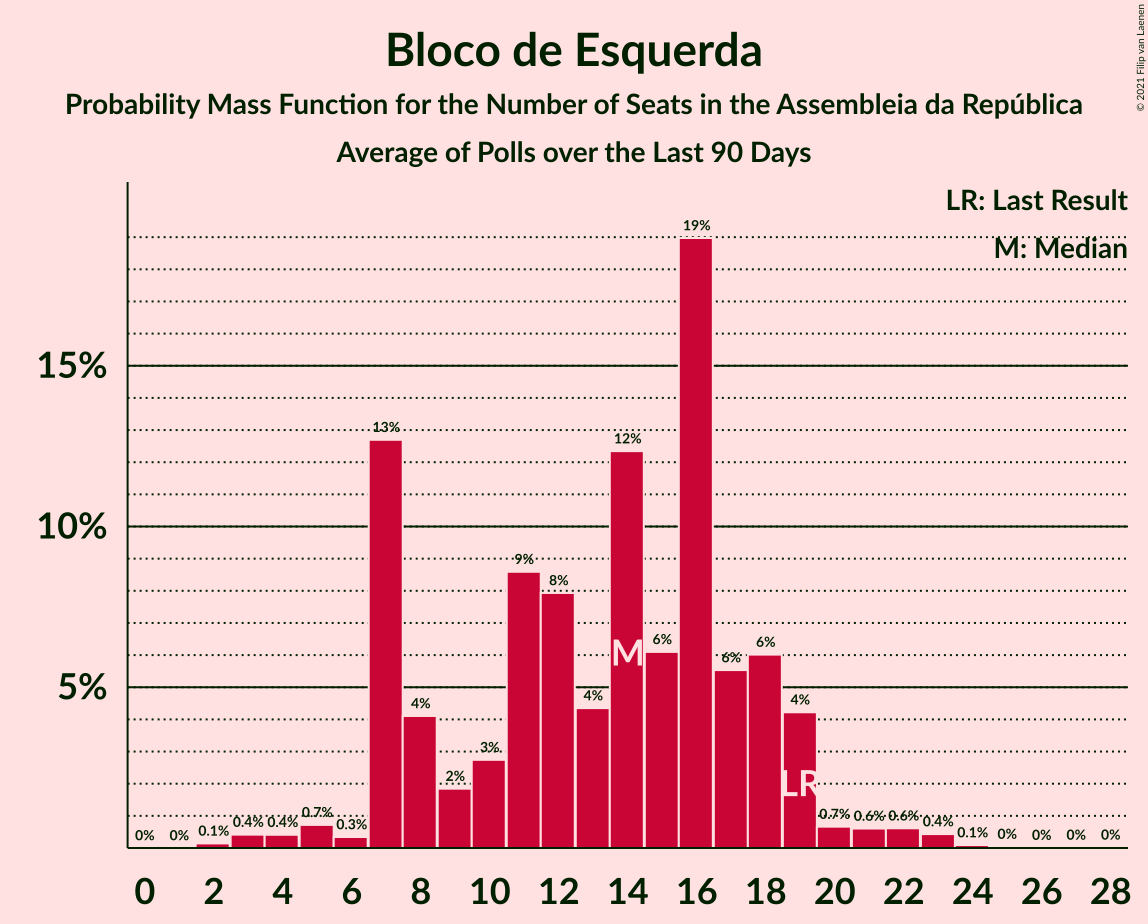 Bloco de Esquerda
Probability Mass Function for the Number of Seats in the Assembleia da República
Average of Polls over the Last 90 Days
© 2021 Filip van Laenen
LR: Last Result
M: Median
15%
10%
5%
0% 0% 0.1% 0.4% 0.4% 0.7% 0.3% 13% 4% 2% 3% 9% 8% 4% 12% 6% 19% 6% 6% 4% 0.7% 0.6% 0.6% 0.4% 0.1% 0% 0% 0% 0%
M
LR
0 2 4 6 8 10 12 14 16 18 20 22 24 26 28